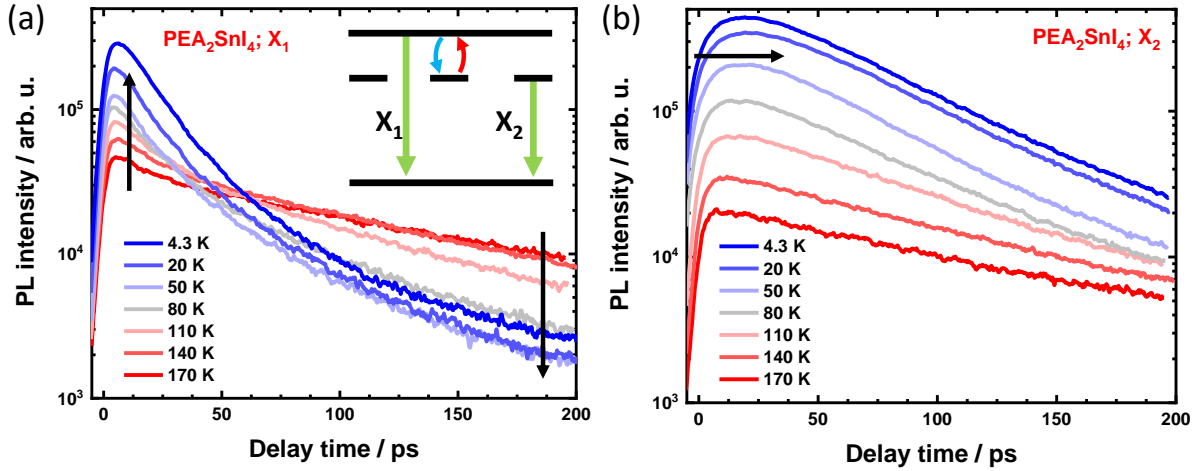 (a)
PEA₂SnI₄; X₁
X₁
X₂
10⁵
10⁴
10³
PL intensity / arb. u.
4.3 K
20 K
50 K
80 K
110 K
140 K
170 K
0 50 100 150 200
Delay time / ps
(b)
PEA₂SnI₄; X₂
10⁵
10⁴
10³
PL intensity / arb. u.
4.3 K
20 K
50 K
80 K
110 K
140 K
170 K
0 50 100 150 200
Delay time / ps